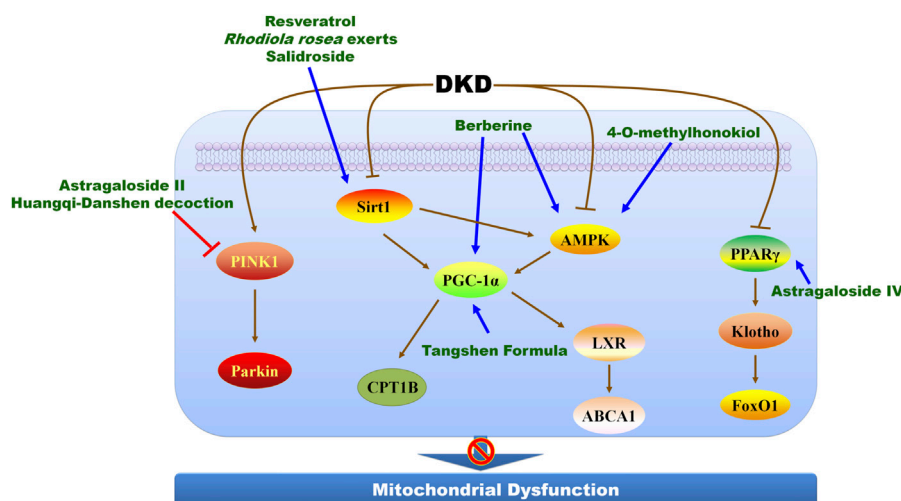 Resveratrol
Rhodiola rosea exerts
Salidroside
DKD
Berberine
4-O-methylhonokiol
Astragaloside II
Huangqi-Danshen decoction
Sirt1
AMPK
PINK1
PGC-1α
PPARγ
Astragaloside IV
Tangshen Formula
LXR
Klotho
Parkin
CPT1B
ABCA1
FoxO1
Mitochondrial Dysfunction